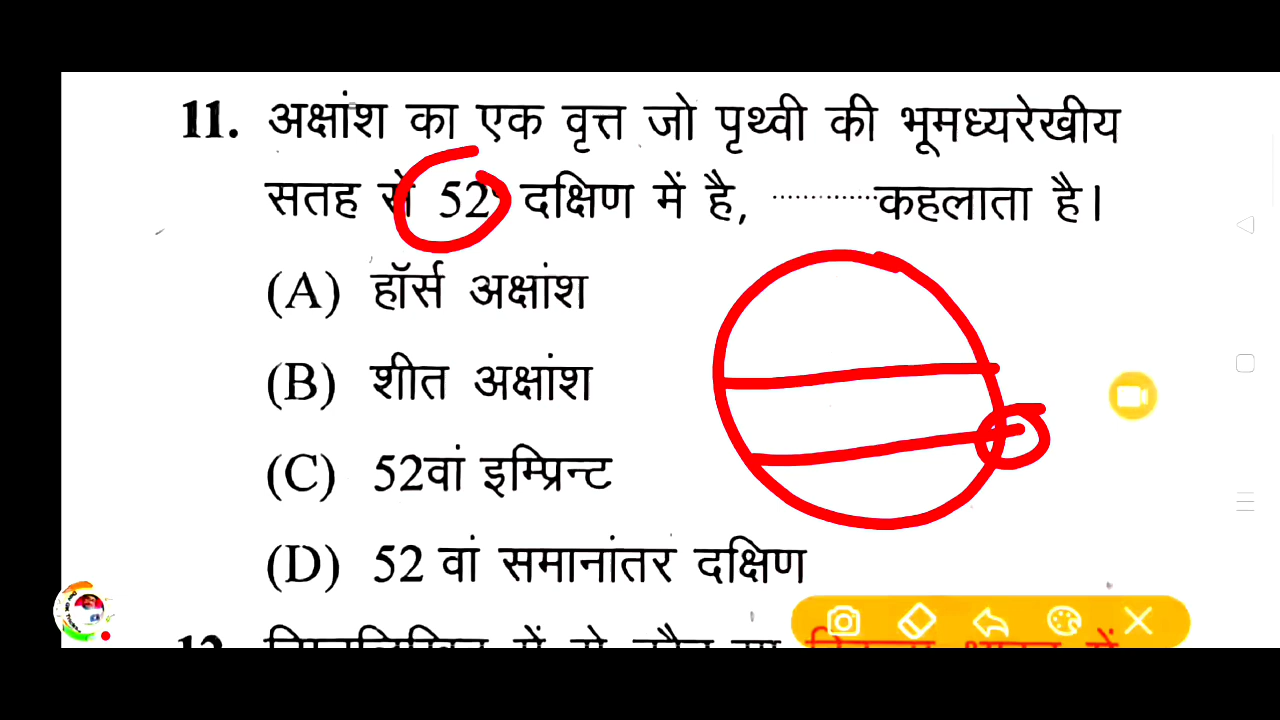 11. अक्षांश का एक वृत्त जो पृथ्वी की भूमध्यरेखीय
सतह से 52° दक्षिण में है, ............कहलाता है।
(A) हॉर्स अक्षांश
(B) शीत अक्षांश
(C) 52वां इम्प्रिन्ट
(D) 52 वां समानांतर दक्षिण